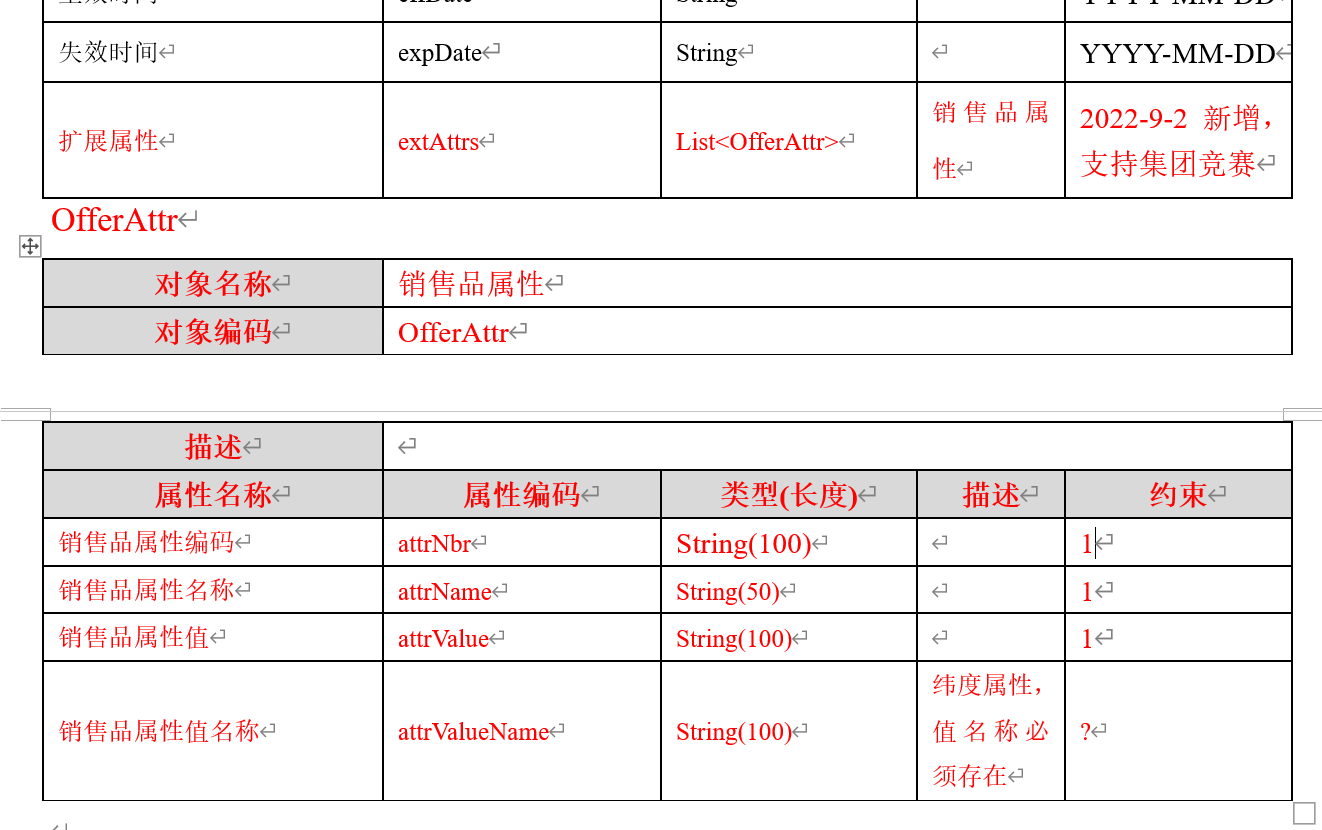 失效时间 expDate String YYYY-MM-DD
销售品属
2022-9-2 新增，
扩展属性 extAttrs List<OfferAttr>
性
支持集团竞赛
OfferAttr
对象名称 销售品属性
对象编码 OfferAttr
描述
属性名称 属性编码 类型(长度) 描述 约束
销售品属性编码 attrNbr String(100) 1
销售品属性名称 attrName String(50) 1
销售品属性值 attrValue String(100) 1
纬度属性，
销售品属性值名称 attrValueName String(100) 值名称必 ?
须存在